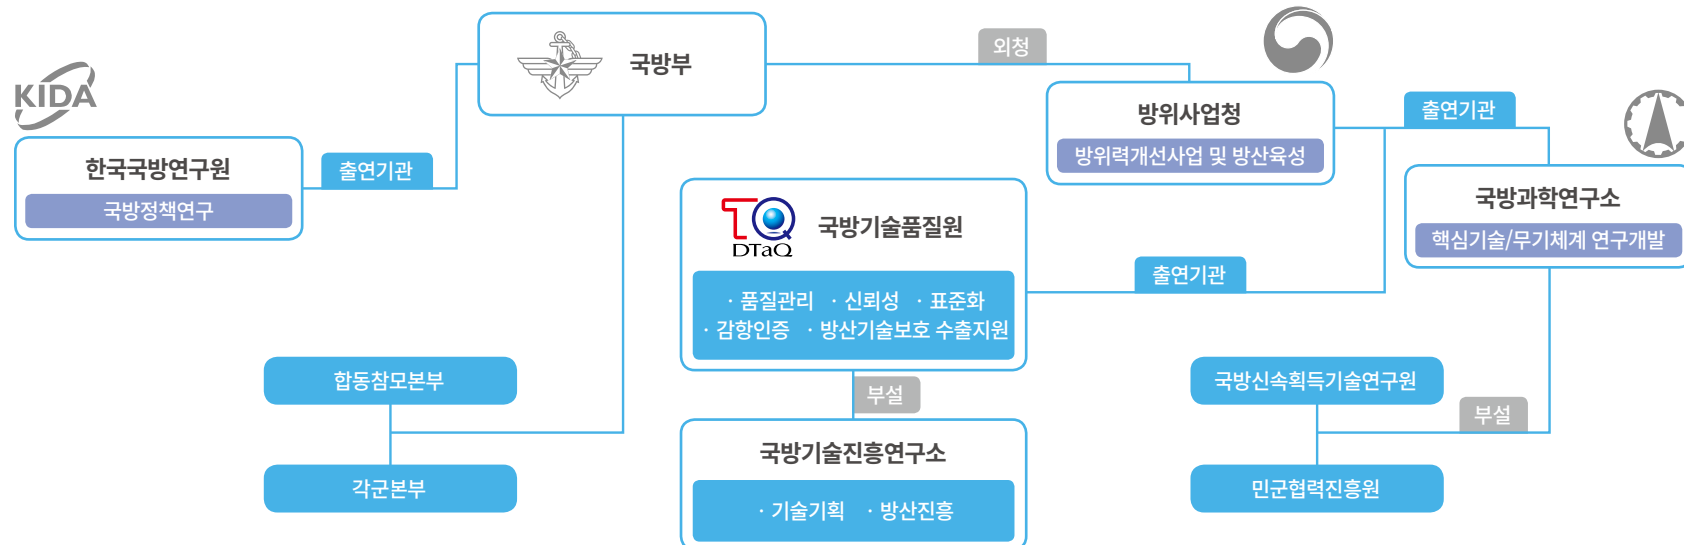 국방부
외청
KIDA
한국국방연구원
국방정책연구
출연기관
방위사업청
방위력개선사업 및 방산육성
출연기관
국방과학연구소
핵심기술/무기체계 연구개발
TQ
DTaQ
국방기술품질원
· 품질관리 · 신뢰성 · 표준화
· 감항인증 · 방산기술보호 수출지원
출연기관
합동참모본부
각군본부
부설
국방기술진흥연구소
· 기술기획 · 방산진흥
국방신속획득기술연구원
부설
민군협력진흥원